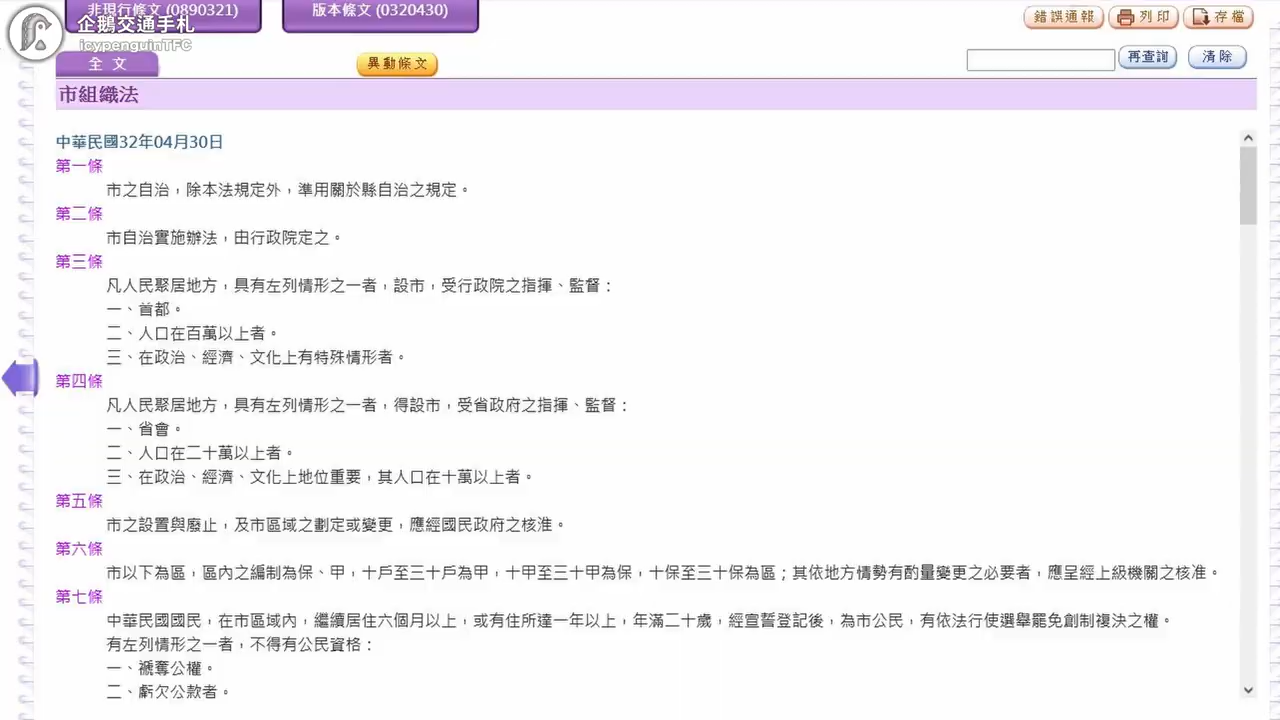 非現行條文 (0890321)
版本條文 (0320430)
企鵝交通手札
icypenguinTFC
錯誤通報
列印
存檔
全文
異動條文
再查詢
清除
市組織法
中華民國32年04月30日
第一條
市之自治，除本法規定外，準用關於縣自治之規定。
第二條
市自治實施辦法，由行政院定之。
第三條
凡人民聚居地方，具有左列情形之一者，設市，受行政院之指揮、監督：
一、首都。
二、人口在百萬以上者。
三、在政治、經濟、文化上有特殊情形者。
第四條
凡人民聚居地方，具有左列情形之一者，得設市，受省政府之指揮、監督：
一、省會。
二、人口在二十萬以上者。
三、在政治、經濟、文化上地位重要，其人口在十萬以上者。
第五條
市之設置與廢止，及市區域之劃定或變更，應經國民政府之核准。
第六條
市以下為區，區內之編制為保、甲，十戶至三十戶為甲，十甲至三十甲為保，十保至三十保為區；其依地方情勢有酌量變更之必要者，應呈經上級機關之核准。
第七條
中華民國國民，在市區域內，繼續居住六個月以上，或有住所達一年以上，年滿二十歲，經宣誓登記後，為市公民，有依法行使選舉罷免創制複決之權。
有左列情形之一者，不得有公民資格：
一、褫奪公權。
二、虧欠公款者。